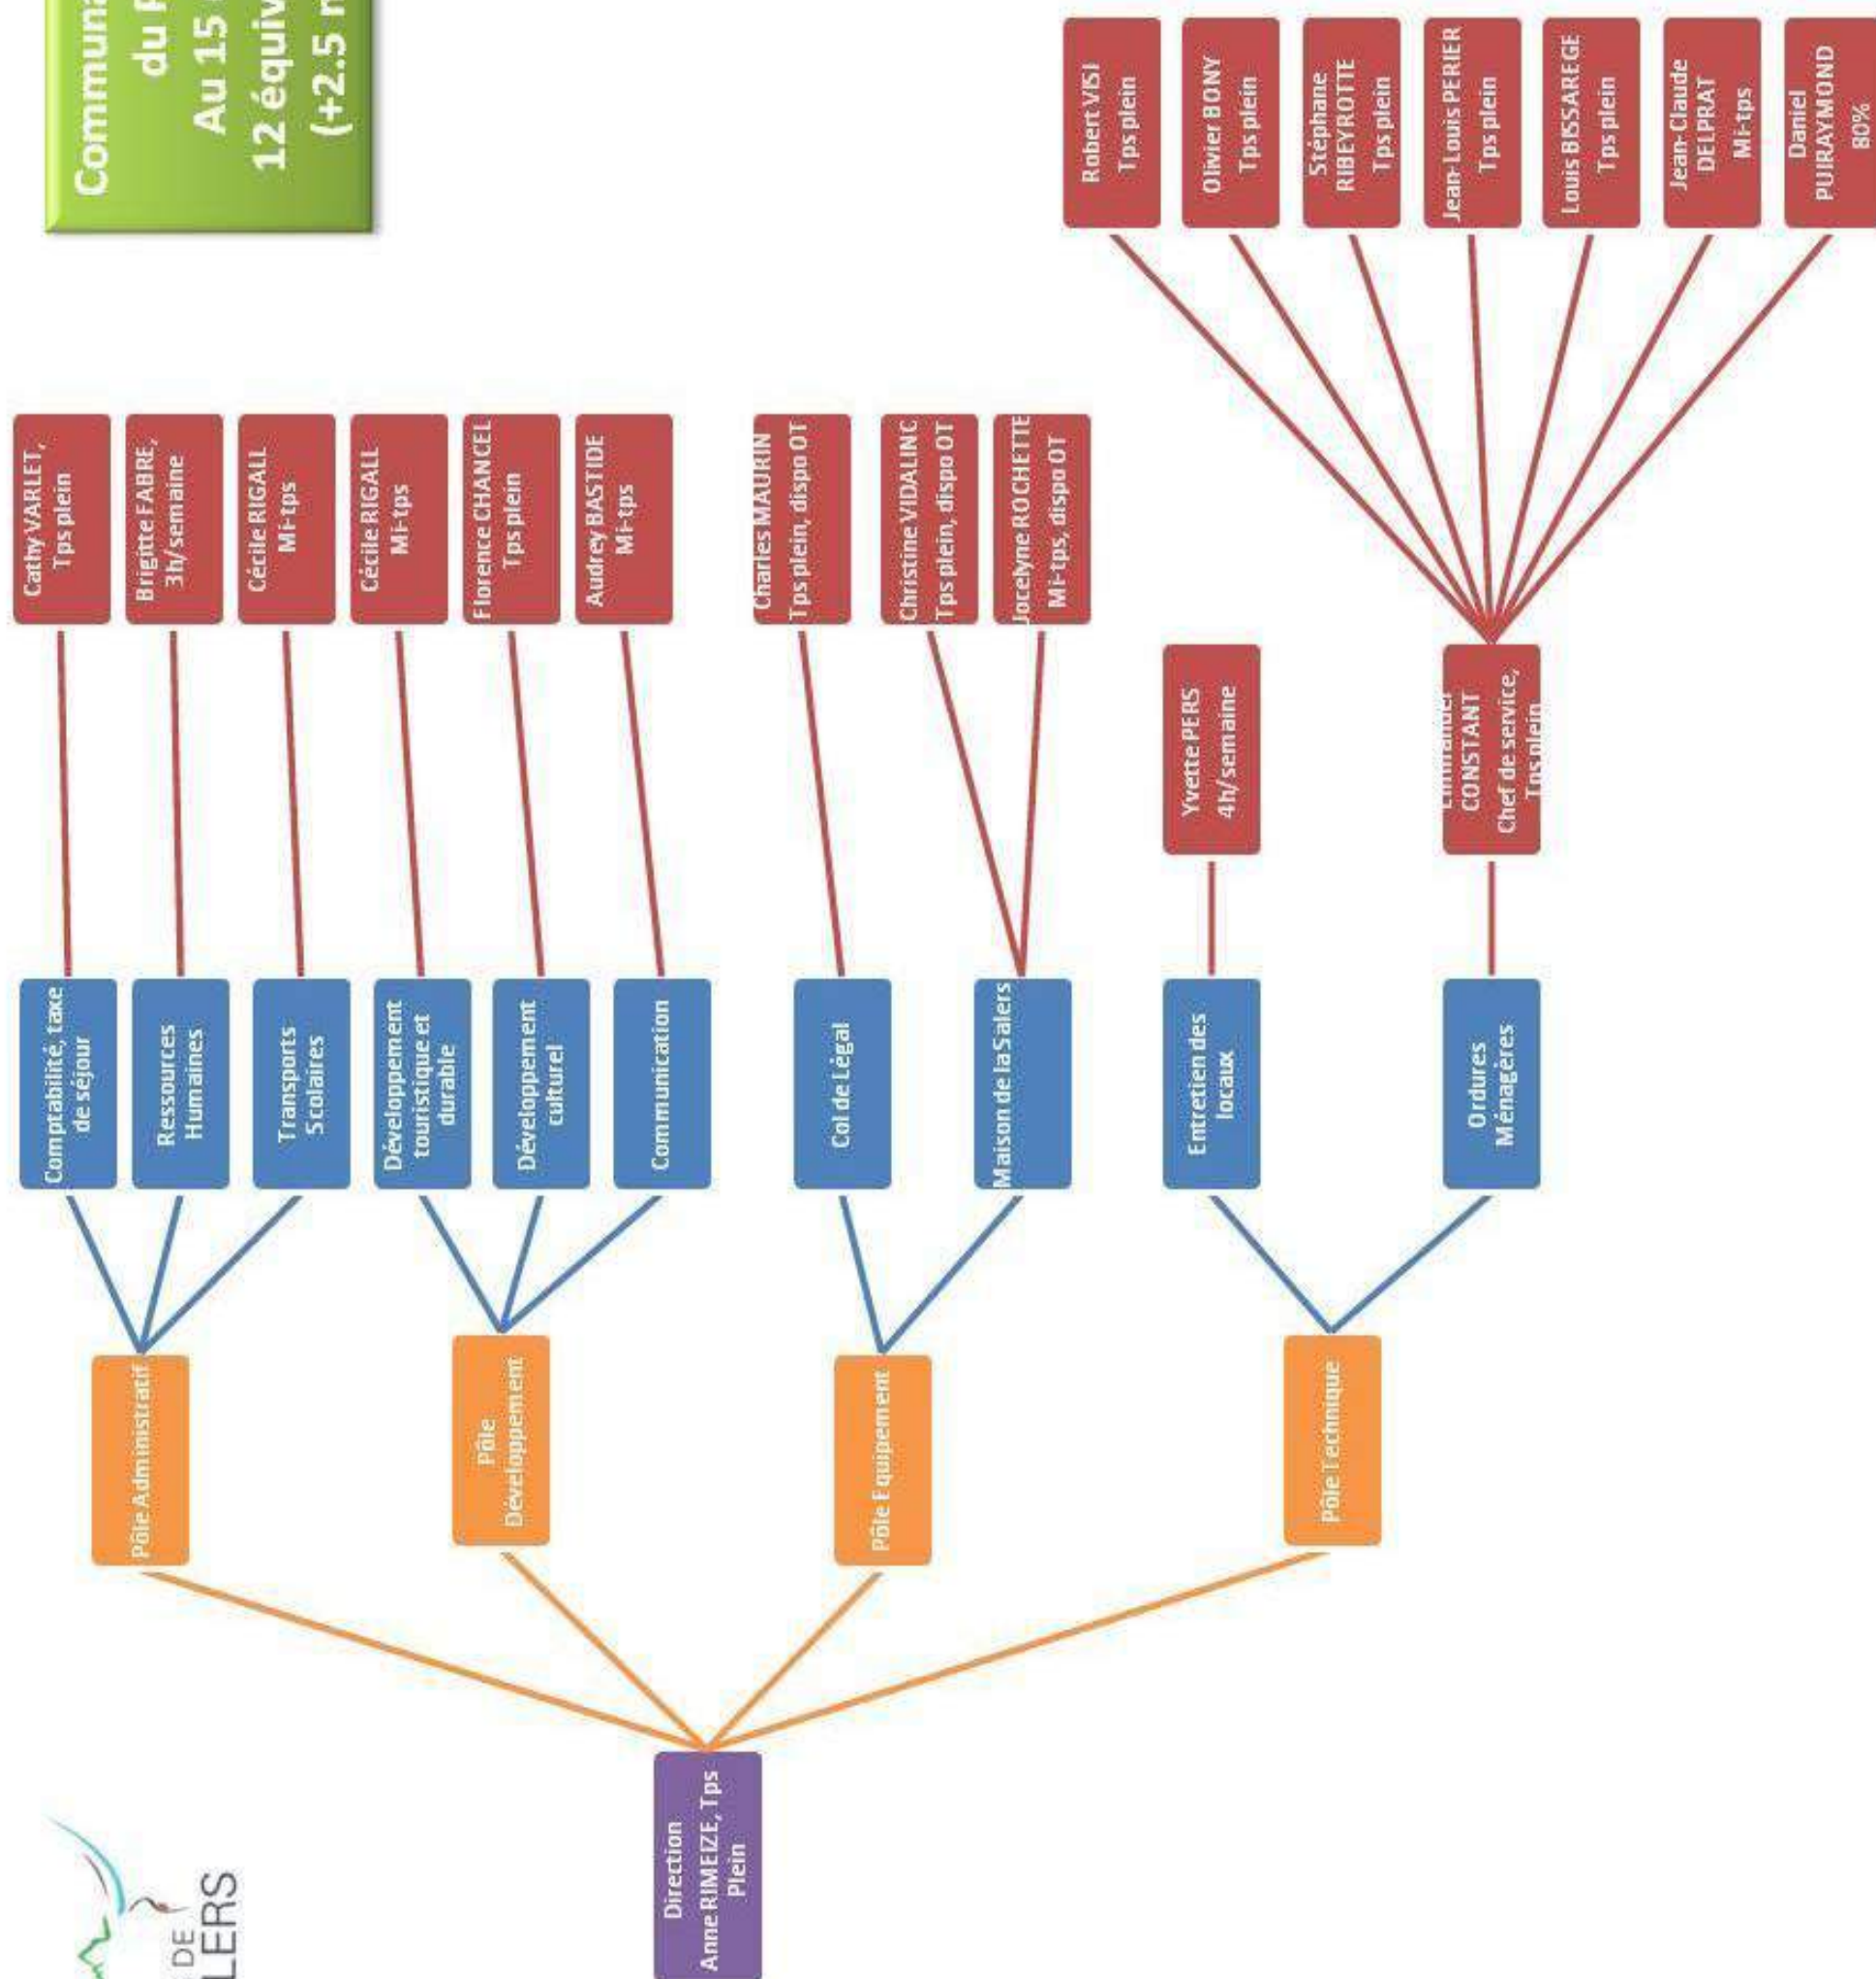 DE
LERS
Au 15
12
(+2.5
du
Direction
Anne RIMEIZE, Tps
Plein
Pôle Administratif
Comptabilité, taxe
de séjour
Cathy VARLET,
Tps plein
Ressources
Humaines
Brigitte FABRE,
3h/semaine
Transports
Scolaires
Cécile RIGALL
Mi-tps
Pôle
Développement
Développement
touristique et
durable
Cécile RIGALL
Mi-tps
Développement
culturel
Florence CHANCEL
Tps plein
Communication
Audrey BASTIDE
Mi-tps
Pôle Equipement
Col de Légal
Charles MAURIN
Tps plein, dispo OT
Maison de la Salers
Christine VIDALINC
Tps plein, dispo OT
Jocelyne ROCHETTE
Mi-tps, dispo OT
Pôle Technique
Entretien des
locaux
Yvette PERS
4h/semaine
Ordures
Ménagères
CONSTANT
Chef de service,
Tps plein
Robert VISI
Tps plein
Olivier BONY
Tps plein
Stéphane
RIBEYROTTE
Tps plein
Jean-Louis PERIER
Tps plein
Louis BISSAREGE
Tps plein
Jean-Claude
DELPRAT
Mi-tps
Daniel
PUIRAYMOND
80%